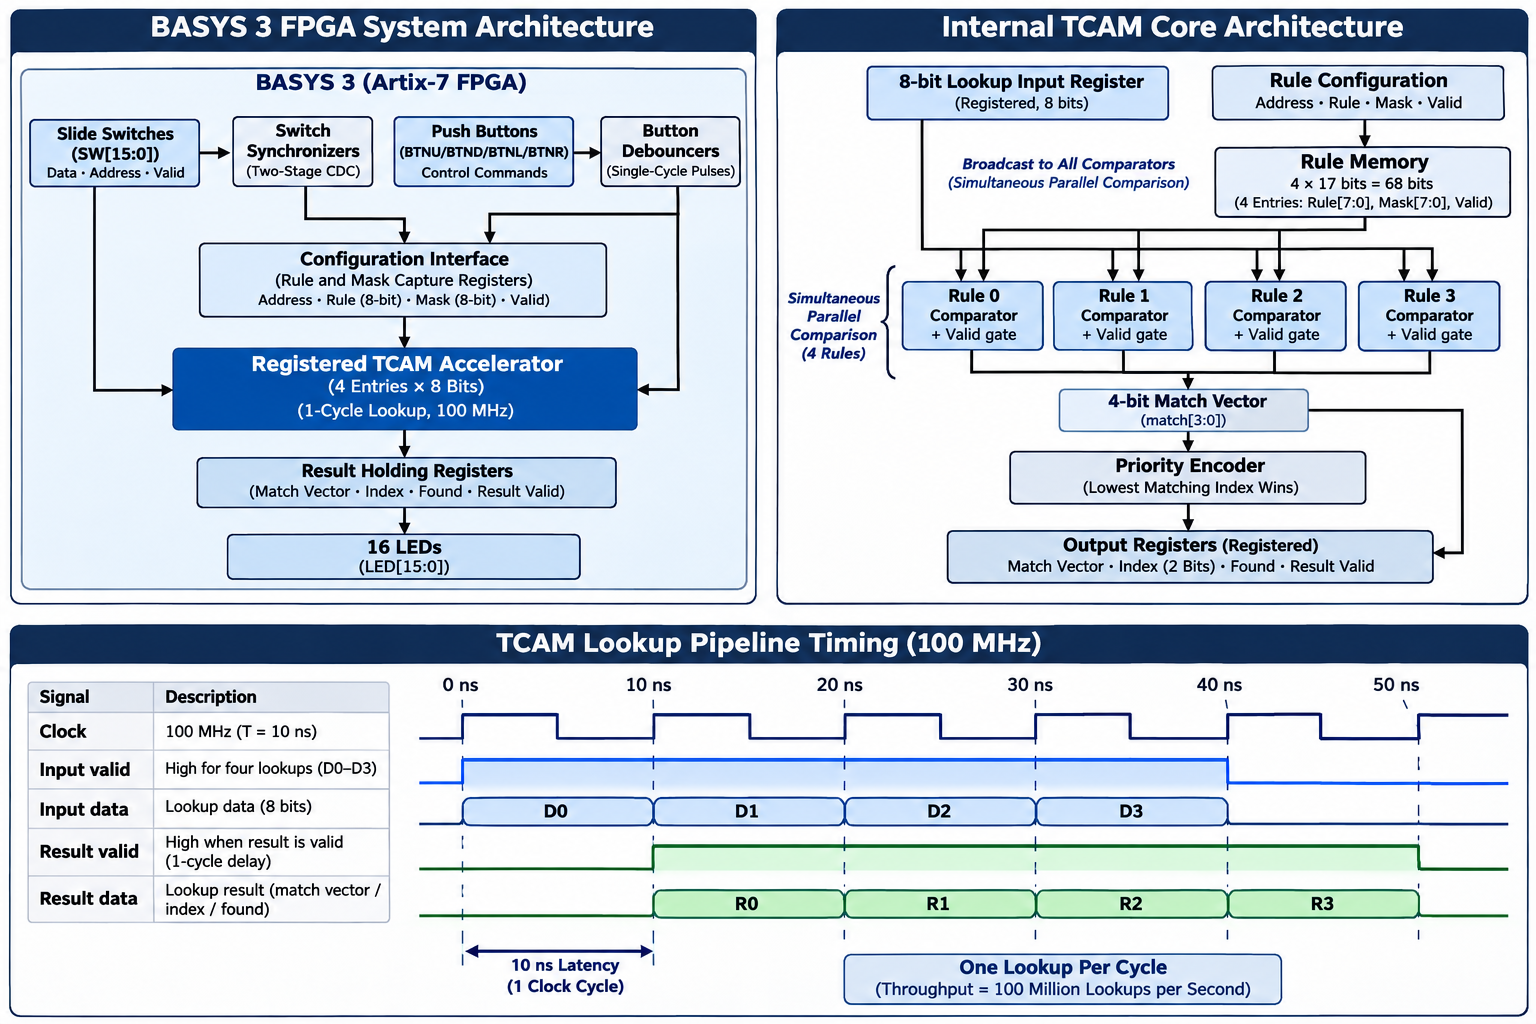 BASYS 3 FPGA System Architecture
BASYS 3 (Artix-7 FPGA)
Slide Switches
(SW[15:0])
Data · Address · Valid
Switch
Synchronizers
(Two-Stage CDC)
Push Buttons
(BTNU/BTND/BTNL/BTNR)
Control Commands
Button
Debouncers
(Single-Cycle Pulses)
Configuration Interface
(Rule and Mask Capture Registers)
Address · Rule (8-bit) · Mask (8-bit) · Valid)
Registered TCAM Accelerator
(4 Entries × 8 Bits)
(1-Cycle Lookup, 100 MHz)
Result Holding Registers
(Match Vector · Index · Found · Result Valid)
16 LEDs
(LED[15:0])
Internal TCAM Core Architecture
8-bit Lookup Input Register
(Registered, 8 bits)
Rule Configuration
Address · Rule · Mask · Valid
Broadcast to All Comparators
(Simultaneous Parallel Comparison)
Rule Memory
4 × 17 bits = 68 bits
(4 Entries: Rule[7:0], Mask[7:0], Valid)
Simultaneous
Parallel
Comparison
(4 Rules)
Rule 0
Comparator
+ Valid gate
Rule 1
Comparator
+ Valid gate
Rule 2
Comparator
+ Valid gate
Rule 3
Comparator
+ Valid gate
4-bit Match Vector
(match[3:0])
Priority Encoder
(Lowest Matching Index Wins)
Output Registers (Registered)
Match Vector · Index (2 Bits) · Found · Result Valid
TCAM Lookup Pipeline Timing (100 MHz)
Signal Description
Clock 100 MHz (T = 10 ns)
Input valid High for four lookups (D0–D3)
Input data Lookup data (8 bits)
Result valid High when result is valid
(1-cycle delay)
Result data Lookup result (match vector /
index / found)
0 ns 10 ns 20 ns 30 ns 40 ns 50 ns
D0 D1 D2 D3
R0 R1 R2 R3
10 ns Latency
(1 Clock Cycle)
One Lookup Per Cycle
(Throughput = 100 Million Lookups per Second)